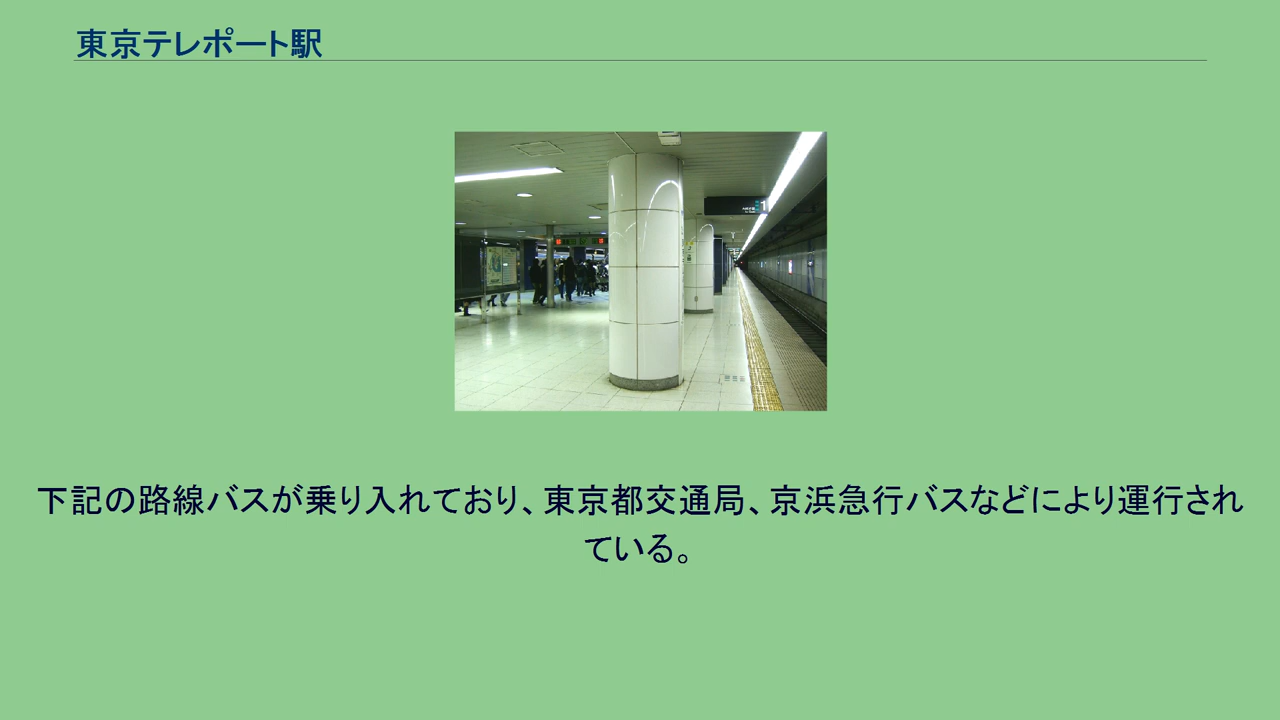 東京テレポート駅
1
下記の路線バスが乗り入れており、東京都交通局、京浜急行バスなどにより運行され
ている。